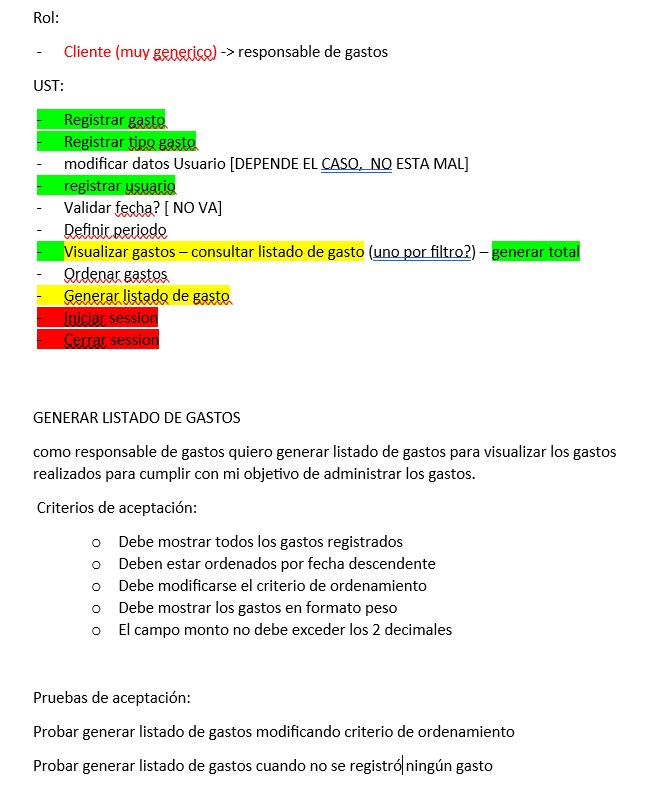 Rol:
- Cliente (muy generico) -> responsable de gastos
UST:
- Registrar gasto
- Registrar tipo gasto
- modificar datos Usuario [DEPENDE EL CASO, NO ESTA MAL]
- registrar usuario
- Validar fecha? [ NO VA]
- Definir periodo
- Visualizar gastos – consultar listado de gasto (uno por filtro?) – generar total
- Ordenar gastos
- Generar listado de gasto
- Iniciar session
- Cerrar session
GENERAR LISTADO DE GASTOS
como responsable de gastos quiero generar listado de gastos para visualizar los gastos
realizados para cumplir con mi objetivo de administrar los gastos.
Criterios de aceptación:
o Debe mostrar todos los gastos registrados
o Deben estar ordenados por fecha descendente
o Debe modificarse el criterio de ordenamiento
o Debe mostrar los gastos en formato peso
o El campo monto no debe exceder los 2 decimales
Pruebas de aceptación:
Probar generar listado de gastos modificando criterio de ordenamiento
Probar generar listado de gastos cuando no se registró ningún gasto